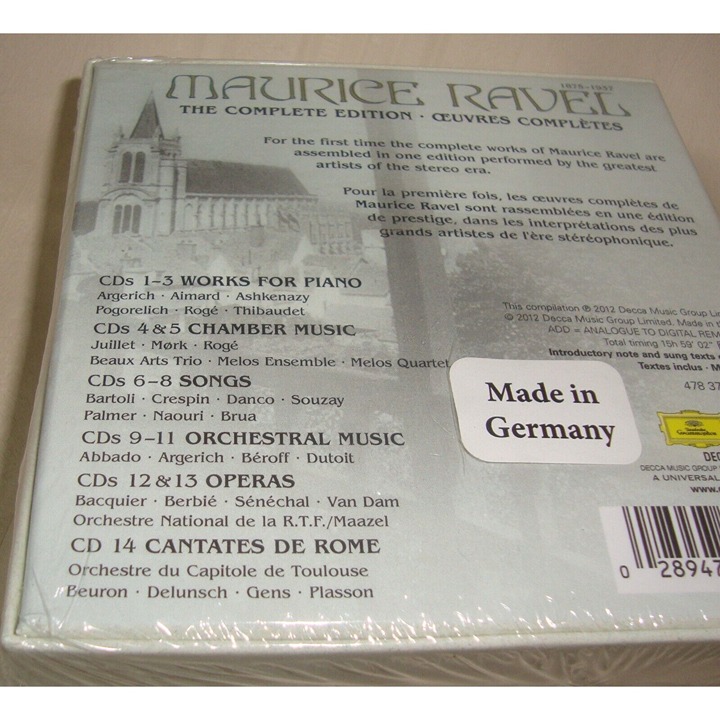 MAURICE RAVEL
1875–1937
THE COMPLETE EDITION · ŒUVRES COMPLÈTES
For the first time the complete works of Maurice Ravel are
assembled in one edition performed by the greatest
artists of the stereo era.
Pour la première fois, les œuvres complètes de
Maurice Ravel sont rassemblées en une édition
de prestige, dans les interprétations des plus
grands artistes de l'ère stéréophonique.
CDs 1–3 WORKS FOR PIANO
Argerich · Aimard · Ashkenazy
Pogorelich · Rogé · Thibaudet
CDs 4 & 5 CHAMBER MUSIC
Juillet · Mørk · Rogé
Beaux Arts Trio · Melos Ensemble · Melos Quartet
CDs 6–8 SONGS
Bartoli · Crespin · Danco · Souzay
Palmer · Naouri · Brua
CDs 9–11 ORCHESTRAL MUSIC
Abbado · Argerich · Béroff · Dutoit
CDs 12 & 13 OPERAS
Bacquier · Berbié · Sénéchal · Van Dam
Orchestre National de la R.T.F./Maazel
CD 14 CANTATES DE ROME
Orchestre du Capitole de Toulouse
Beuron · Delunsch · Gens · Plasson
This compilation ℗ 2012 Decca Music Group
© 2012 Decca Music Group Limited. Made in
ADD = ANALOGUE TO DIGITAL
Total timing 15h 59' 02"
Introductory note and sung texts
Textes inclus ·
478 37
Made in
Germany
Deutsche
Grammophon
DECCA MUSIC GROUP
A UNIVERSAL
0 28947